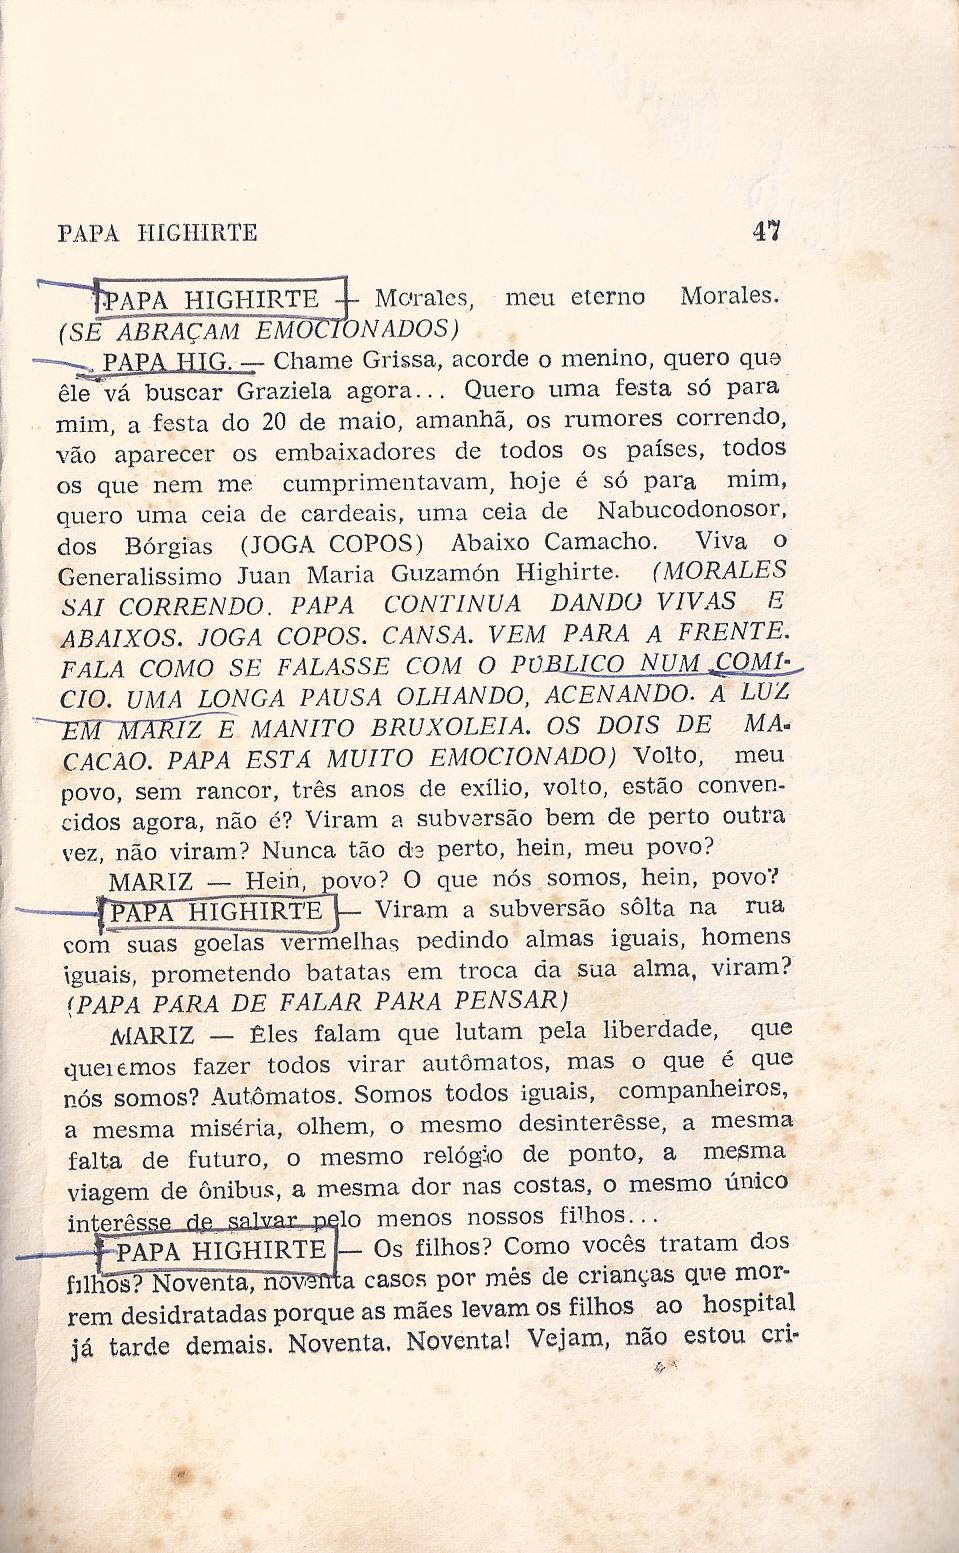 PAPA HIGHIRTE 47
PAPA HIGHIRTE — Morales, meu eterno Morales.
(SE ABRAÇAM EMOCIONADOS)
PAPA HIG. — Chame Grissa, acorde o menino, quero que
êle vá buscar Graziela agora... Quero uma festa só para
mim, a festa do 20 de maio, amanhã, os rumores correndo,
vão aparecer os embaixadores de todos os países, todos
os que nem me cumprimentavam, hoje é só para mim,
quero uma ceia de cardeais, uma ceia de Nabucodonosor,
dos Bórgias (JOGA COPOS) Abaixo Camacho. Viva o
Generalissimo Juan Maria Guzamón Highirte. (MORALES
SAI CORRENDO. PAPA CONTINUA DANDO VIVAS E
ABAIXOS. JOGA COPOS. CANSA. VEM PARA A FRENTE.
FALA COMO SE FALASSE COM O PÚBLICO NUM COMÍ-
CIO. UMA LONGA PAUSA OLHANDO, ACENANDO. A LUZ
EM MARIZ E MANITO BRUXOLEIA. OS DOIS DE MA-
CACÃO. PAPA ESTÁ MUITO EMOCIONADO) Volto, meu
povo, sem rancor, três anos de exílio, volto, estão conven-
cidos agora, não é? Viram a subversão bem de perto outra
vez, não viram? Nunca tão de perto, hein, meu povo?
MARIZ — Hein, povo? O que nós somos, hein, povo?
PAPA HIGHIRTE — Viram a subversão sôlta na rua
com suas goelas vermelhas pedindo almas iguais, homens
iguais, prometendo batatas em troca da sua alma, viram?
(PAPA PÁRA DE FALAR PARA PENSAR)
MARIZ — Êles falam que lutam pela liberdade, que
queremos fazer todos virar autômatos, mas o que é que
nós somos? Autômatos. Somos todos iguais, companheiros,
a mesma miséria, olhem, o mesmo desinterêsse, a mesma
falta de futuro, o mesmo relógio de ponto, a mesma
viagem de ônibus, a mesma dor nas costas, o mesmo único
interêsse de salvar pelo menos nossos filhos...
PAPA HIGHIRTE — Os filhos? Como vocês tratam dos
filhos? Noventa, noventa casos por mês de crianças que mor-
rem desidratadas porque as mães levam os filhos ao hospital
já tarde demais. Noventa. Noventa! Vejam, não estou cri-